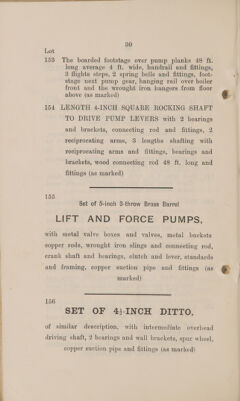 30
Lot
153 The boarded footstage over pump planks 48 ft.
long average 4 ft. wide, handrail and fittings,
3 flights steps, 2 spring bells and fittings, foot-
stage next pump gear, hanging rail over boiler
front and the wrought iron hangers from floor
above (as marked)
154 LENGTH 4-INCH SQUARE ROCKING SHAFT
TO DRIVE PUMP LEVERS with 2 bearings
and brackets, connecting rod and fittings, 2
reciprocating arms, 3 lengths shafting with
reciprocating arms and fittings, bearings and
brackets, wood connecting rod 48 ft. long and
fittings (as marked)
155
Set of 5-inch 3-throw Brass Barrel
LIFT AND FORCE PUMPS,
with metal valve boxes and valves, metal buckets
copper rods, wrought iron slings and connecting rod,
crank shaft and bearings, clutch and lever, standards
and framing, copper suction pipe and fittings (as
marked)
156
SET OF 4½-INCH DITTO,
of similar description, with intermediate overhead
driving shaft, 2 bearings and wall brackets, spur wheel,
copper suction pipe and fittings (as marked)